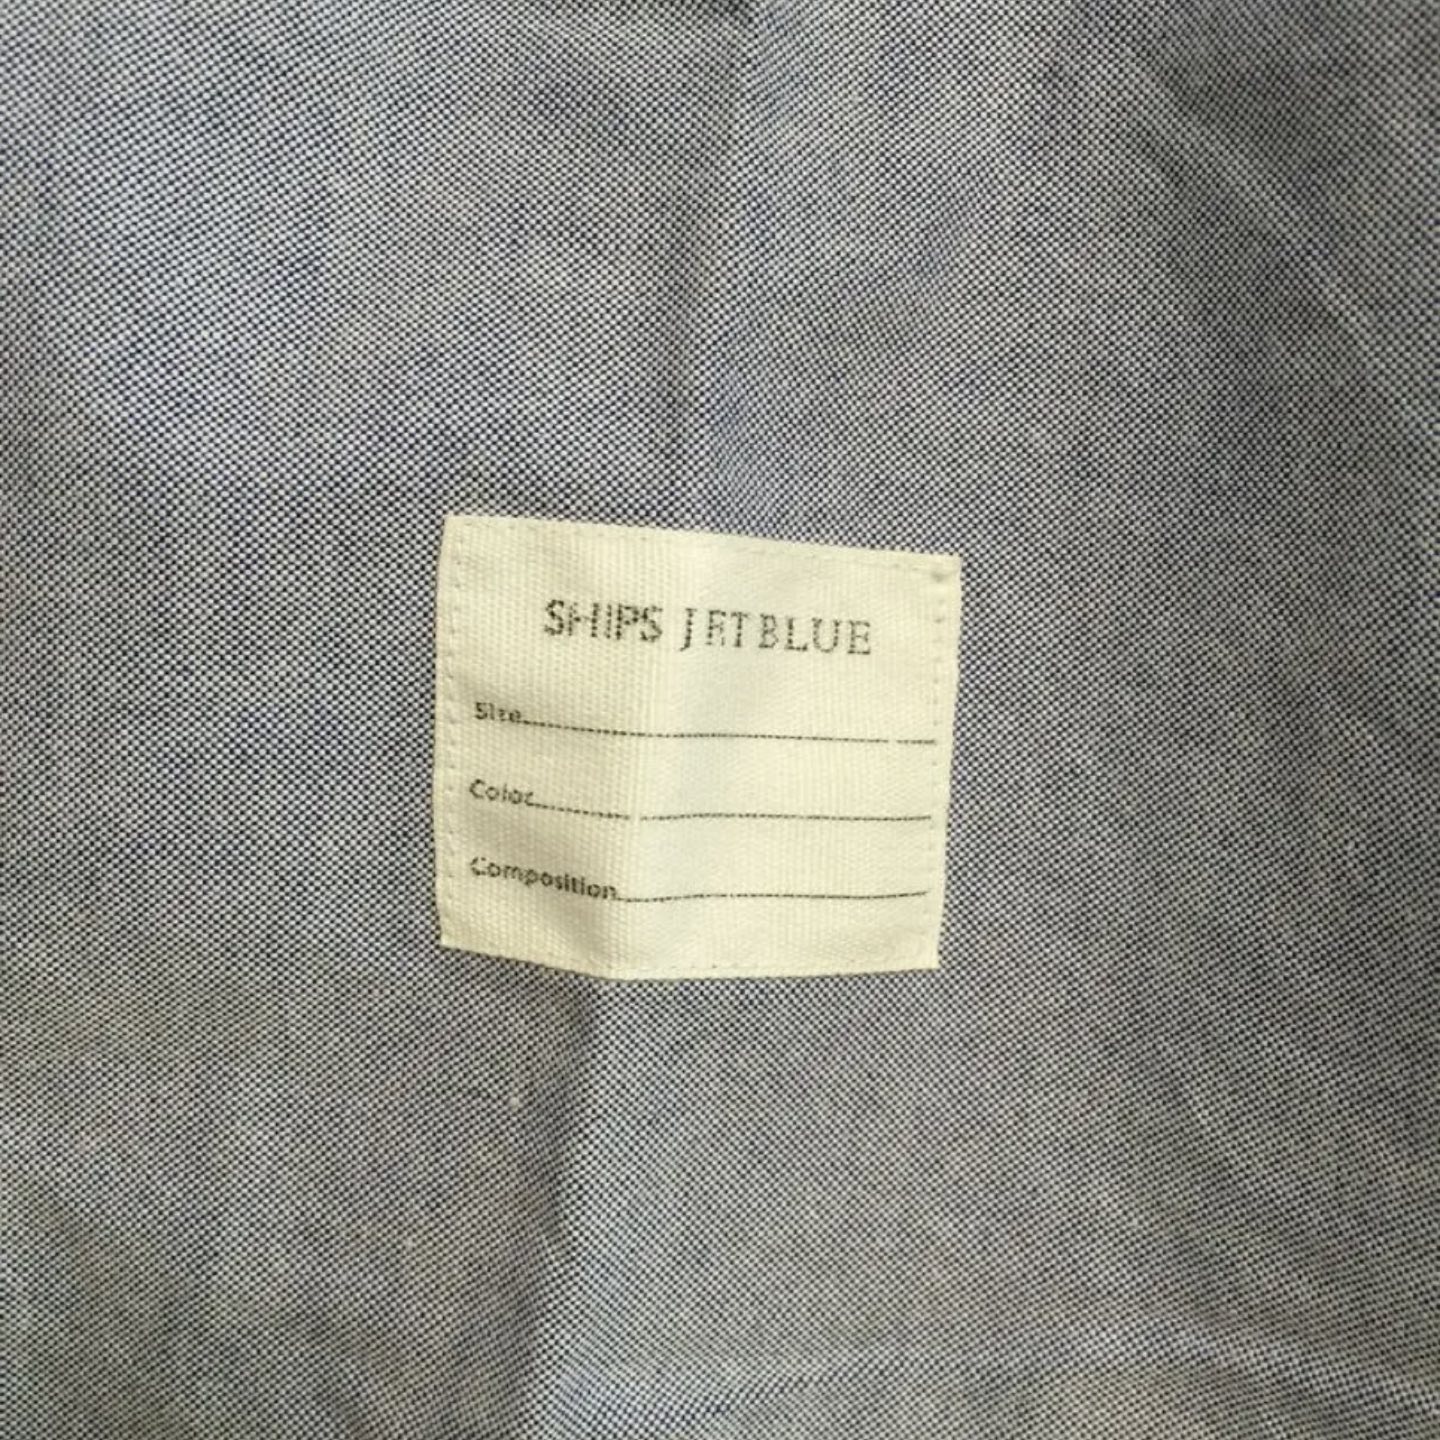 SHIPS JETBLUE
Size
Color
Composition